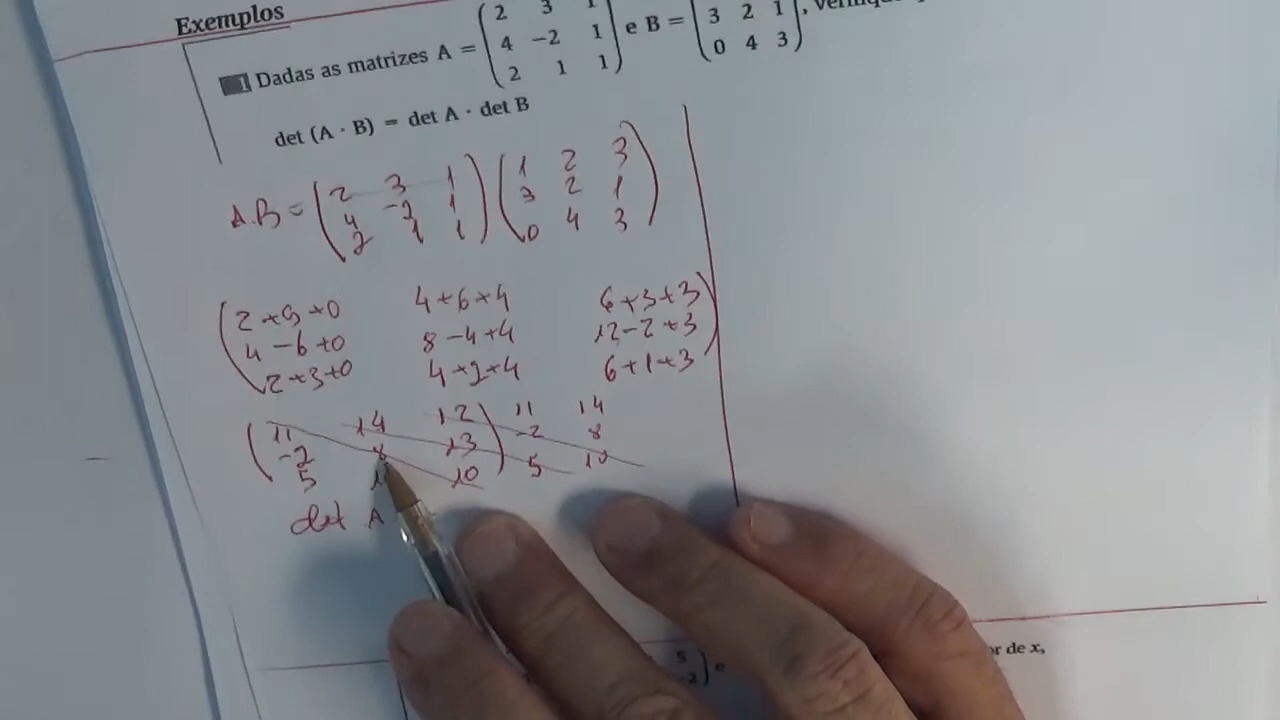 Exemplos
2 3 1
1 Dadas as matrizes A = 4 −2 1 e B = 3 2 1
2 1 1 0 4 3
det (A · B) = det A · det B
A.B = (2 3 1) (1 2 3)
4 -2 1 3 2 1
2 1 1 0 4 3
(2+9+0 4+6+4 6+3+3)
4-6+0 8-4+4 12-2+3
2+3+0 4+2+4 6+1+3
(11 14 12) 11 14
-2 8 13 -2 8
5 10 5 10
det A
5
2 ) e
or de x,